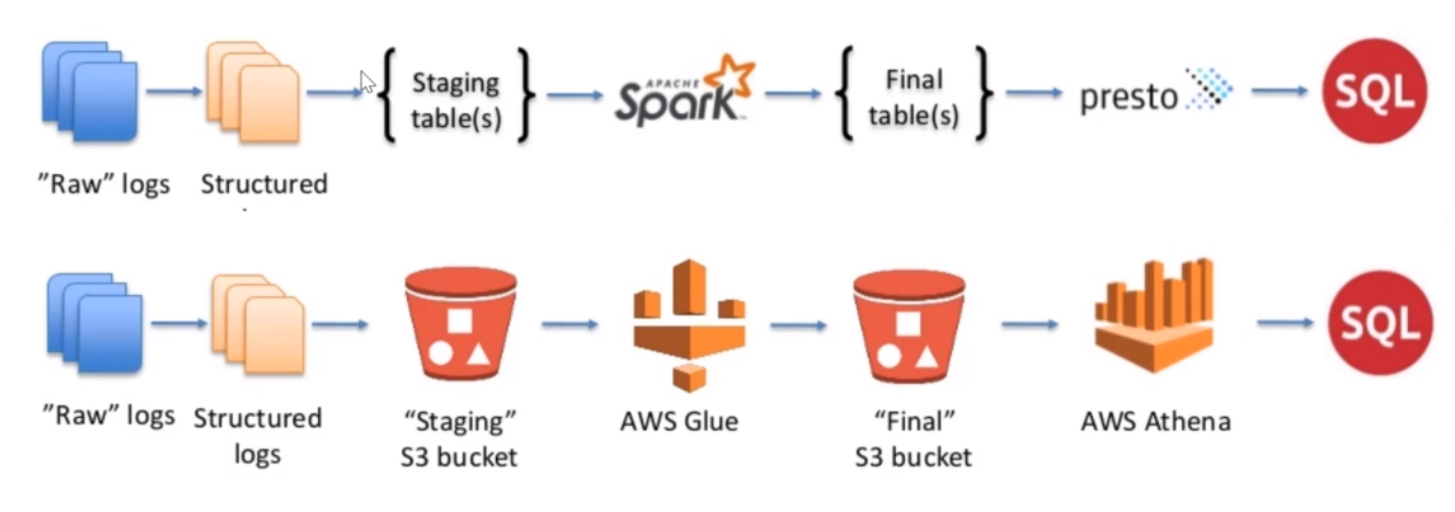 Staging
table(s)
APACHE
Spark™
Final
table(s)
presto
SQL
”Raw” logs
Structured
”Raw” logs
Structured
logs
“Staging”
S3 bucket
AWS Glue
“Final”
S3 bucket
AWS Athena
SQL